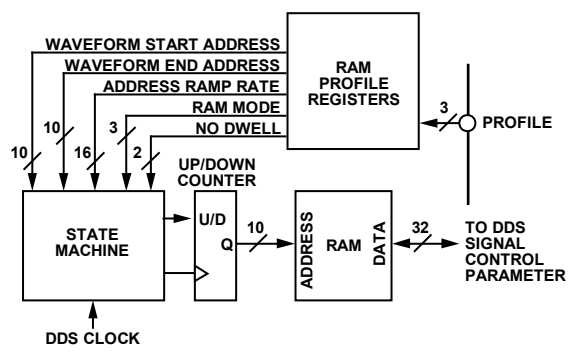 WAVEFORM START ADDRESS
WAVEFORM END ADDRESS
ADDRESS RAMP RATE
RAM MODE
NO DWELL
RAM
PROFILE
REGISTERS
3
PROFILE
10
10
16
3
2
UP/DOWN
COUNTER
STATE
MACHINE
U/D
Q
10
ADDRESS
RAM
DATA
32
TO DDS
SIGNAL
CONTROL
PARAMETER
DDS CLOCK